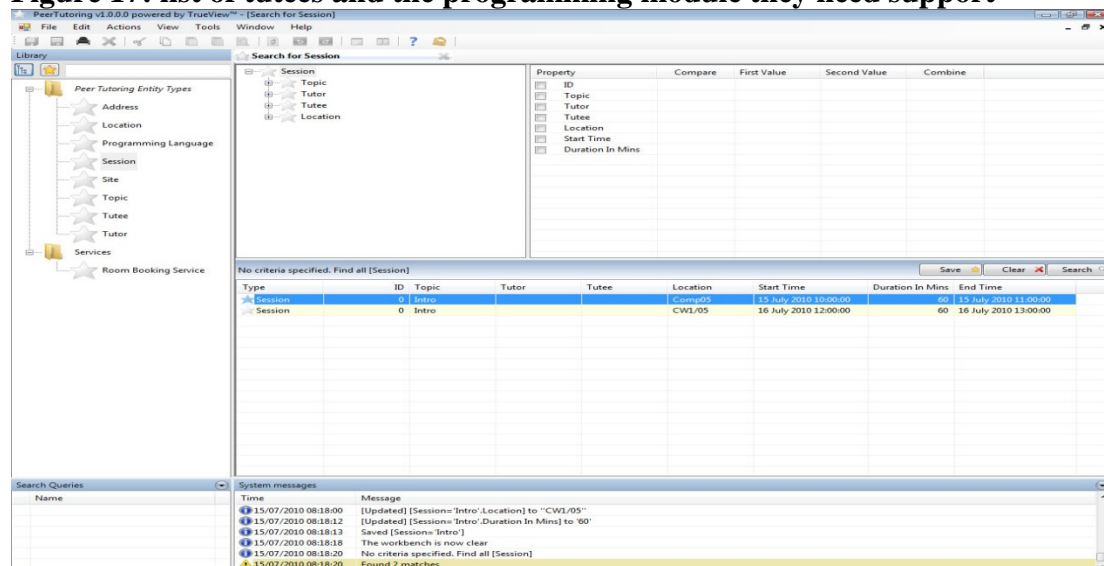 Figure 17: list of tutees and the programming module they need support
PeerTutoring v1.0.0.0 powered by TrueView™ - [Search for Session]
File Edit Actions View Tools Window Help
Library
Search for Session
Peer Tutoring Entity Types
Address
Location
Programming Language
Session
Site
Topic
Tutee
Tutor
Services
Room Booking Service
Session
Topic
Tutor
Tutee
Location
Property Compare First Value Second Value Combine
ID
Topic
Tutor
Tutee
Location
Start Time
Duration In Mins
No criteria specified. Find all [Session]
Save Clear Search
Type ID Topic Tutor Tutee Location Start Time Duration In Mins End Time
Session 0 Intro Comp05 15 July 2010 10:00:00 60 15 July 2010 11:00:00
Session 0 Intro CW1/05 16 July 2010 12:00:00 60 16 July 2010 13:00:00
Search Queries
Name
System messages
Time Message
15/07/2010 08:18:00 [Updated] [Session='Intro'.Location] to "CW1/05"
15/07/2010 08:18:12 [Updated] [Session='Intro'.Duration In Mins] to '60'
15/07/2010 08:18:13 Saved [Session='Intro']
15/07/2010 08:18:18 The workbench is now clear
15/07/2010 08:18:20 No criteria specified. Find all [Session]
15/07/2010 08:18:20 Found 2 matches